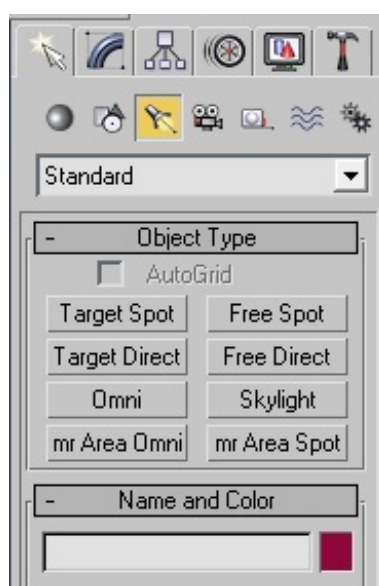 Standard
- Object Type
AutoGrid
Target Spot Free Spot
Target Direct Free Direct
Omni Skylight
mr Area Omni mr Area Spot
- Name and Color